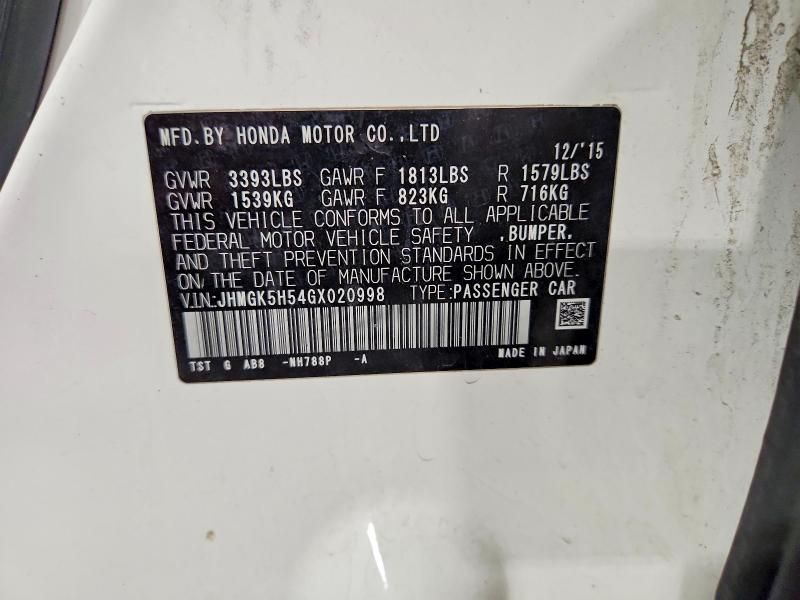 MFD.BY HONDA MOTOR CO.,LTD
12/'15
GVWR 3393LBS GAWR F 1813LBS R 1579LBS
GVWR 1539KG GAWR F 823KG R 716KG
THIS VEHICLE CONFORMS TO ALL APPLICABLE
FEDERAL MOTOR VEHICLE SAFETY ,BUMPER,
AND THEFT PREVENTION STANDARDS IN EFFECT
ON THE DATE OF MANUFACTURE SHOWN ABOVE.
V.I.N:JHMGK5H54GX020998 TYPE:PASSENGER CAR
TST G AB8 -NH788P -A MADE IN JAPAN